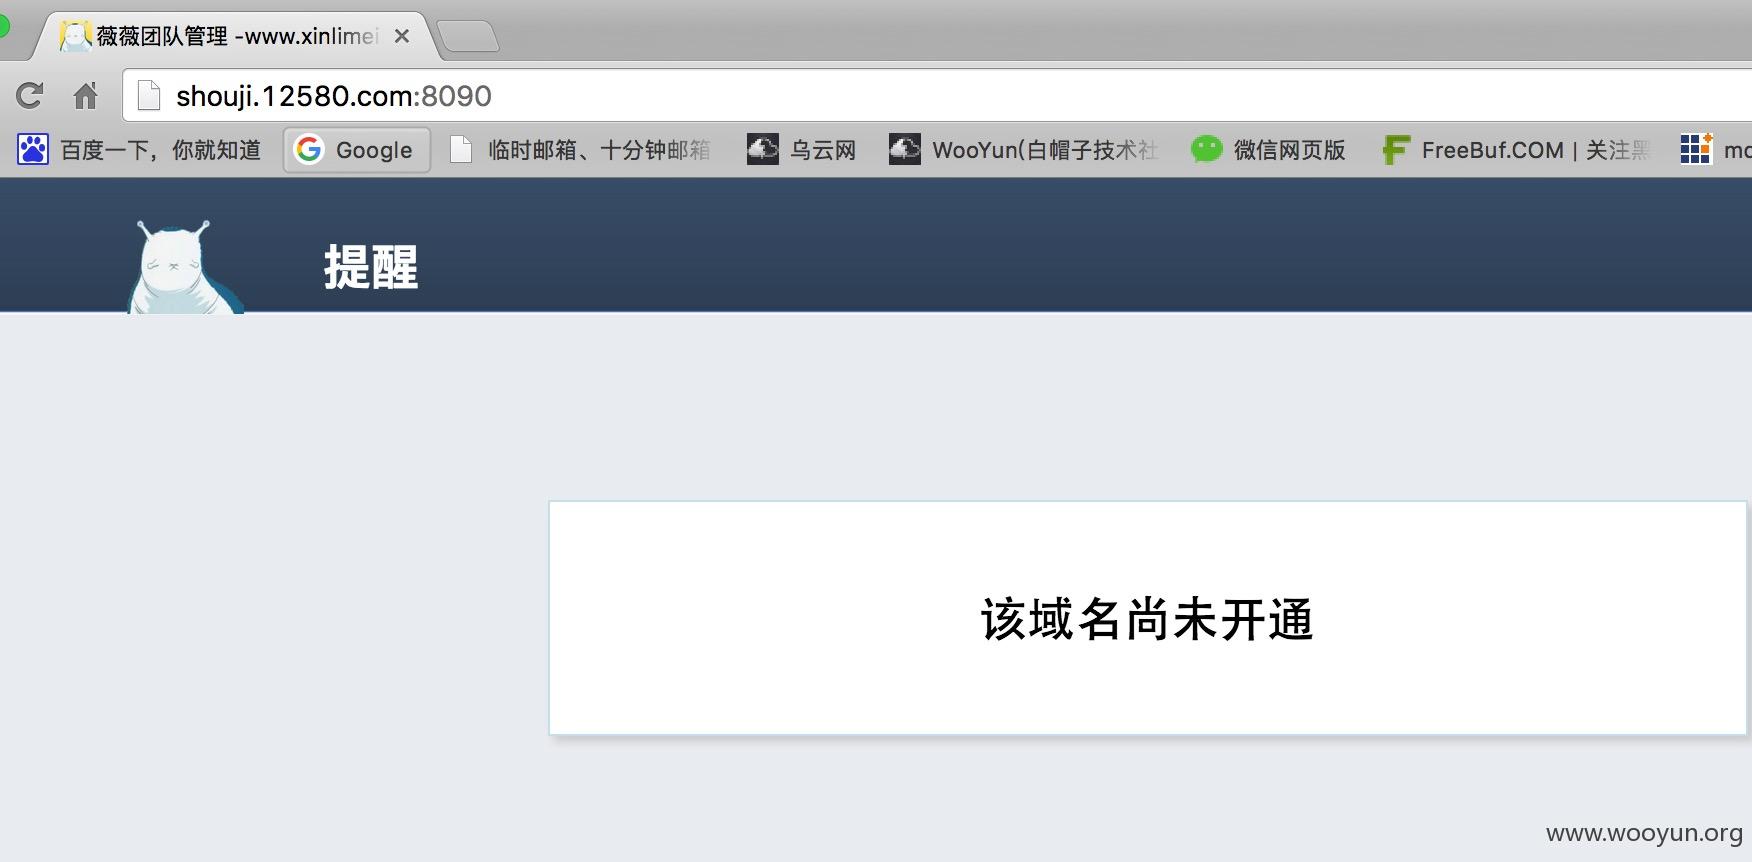 薇薇团队管理 -www.xinlimei
shouji.12580.com:8090
百度一下，你就知道 Google 临时邮箱、十分钟邮箱 乌云网 WooYun(白帽子技术社 微信网页版 FreeBuf.COM | 关注黑
提醒
该域名尚未开通
www.wooyun.org